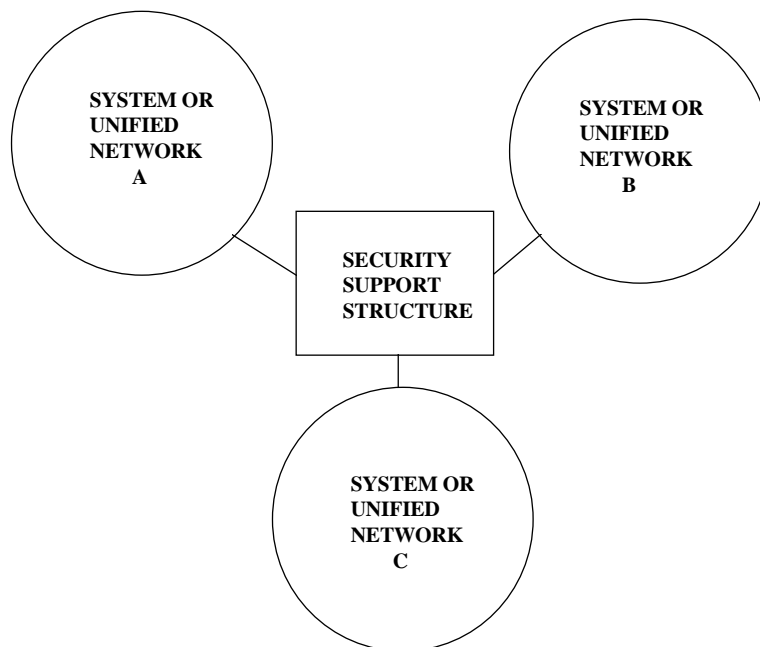 SYSTEM OR
UNIFIED
NETWORK
A
SYSTEM OR
UNIFIED
NETWORK
B
SECURITY
SUPPORT
STRUCTURE
SYSTEM OR
UNIFIED
NETWORK
C